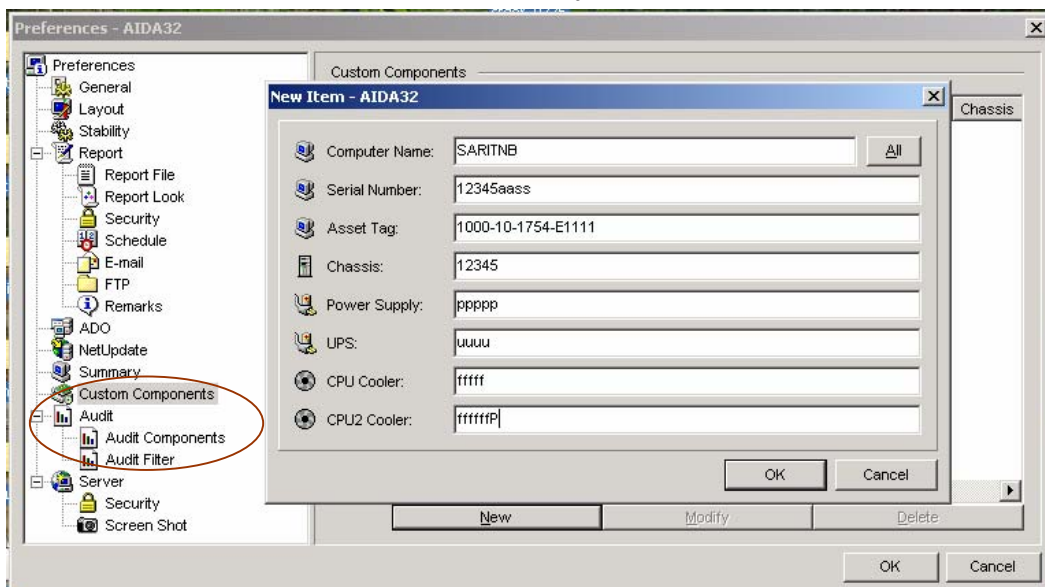 Preferences - AIDA32
Preferences
General
Layout
Stability
Report
Report File
Report Look
Security
Schedule
E-mail
FTP
Remarks
ADO
NetUpdate
Summary
Custom Components
Audit
Audit Components
Audit Filter
Server
Security
Screen Shot
Custom Components
Chassis
New Item - AIDA32
Computer Name: SARITNB All
Serial Number: 12345aass
Asset Tag: 1000-10-1754-E1111
Chassis: 12345
Power Supply: ppppp
UPS: uuuu
CPU Cooler: fffff
CPU2 Cooler: ffffffP
OK Cancel
New Modify Delete
OK Cancel